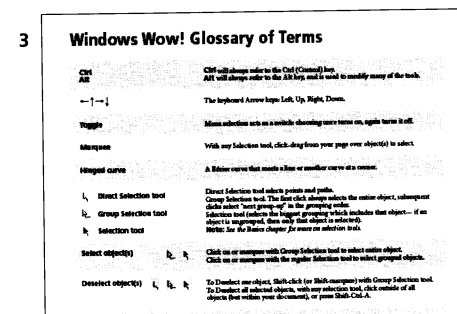 3
Windows Wow! Glossary of Terms
Ctrl Ctrl will always refer to the Ctrl (Control) key.
Alt Alt will always refer to the Alt key, and is used to modify many of the tools.
←↑→↓ The keyboard Arrow keys: Left, Up, Right, Down.
Toggle Menu selection acts as a switch: choosing once turns on, again turns it off.
Marquee With any Selection tool, click-drag from your page over object(s) to select.
Hinged curve A Bézier curve that meets a line or another curve at a corner.
Direct Selection tool Direct Selection tool selects points and paths.
Group Selection tool Group Selection tool. The first click always selects the entire object, subsequent
clicks select "next group-up" in the grouping order.
Selection tool Selection tool (selects the biggest grouping which includes that object— if an
object is ungrouped, then only that object is selected).
Note: See the Basics chapter for more on selection tools.
Select object(s) Click on or marquee with Group Selection tool to select entire object.
Click on or marquee with the regular Selection tool to select grouped objects.
Deselect object(s) To Deselect one object, Shift-click (or Shift-marquee) with Group Selection tool.
To Deselect all selected objects, with any selection tool, click outside of all
objects (but within your document), or press Shift-Ctrl-A.